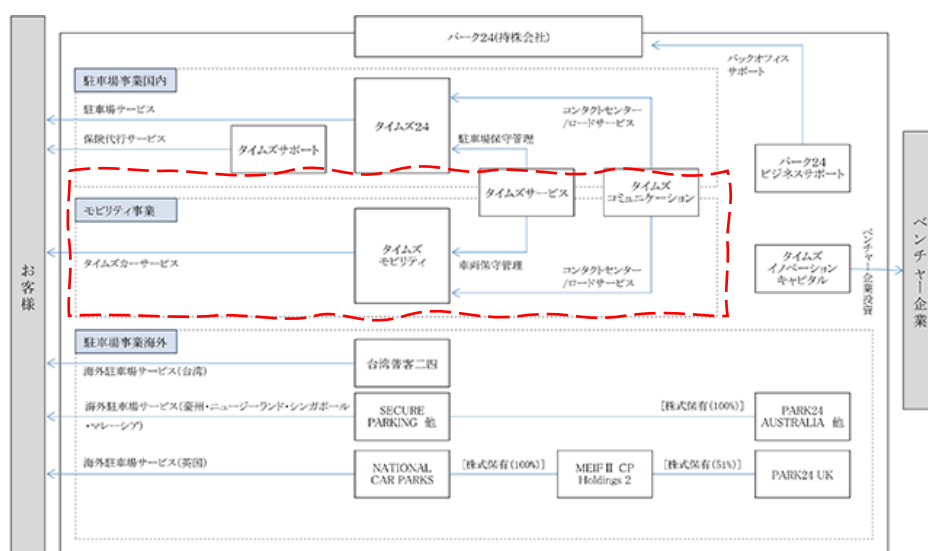 パーク24(持株会社)
バックオフィス
サポート
駐車場事業国内
駐車場サービス
タイムズ24
コンタクトセンター
/ロードサービス
保険代行サービス
タイムズサポート
駐車場保守管理
パーク24
ビジネスサポート
タイムズサービス
タイムズ
コミュニケーション
モビリティ事業
タイムズカーサービス
タイムズ
モビリティ
車両保守管理
コンタクトセンター
/ロードサービス
タイムズ
イノベーション
キャピタル
ベンチャー企業投資
ベンチャー企業
お客様
駐車場事業海外
海外駐車場サービス(台湾)
台湾普客二四
海外駐車場サービス(豪州・ニュージーランド・シンガポール
・マレーシア)
SECURE
PARKING 他
[株式保有(100%)]
PARK24
AUSTRALIA 他
海外駐車場サービス(英国)
NATIONAL
CAR PARKS
[株式保有(100%)]
MEIFⅡ CP
Holdings 2
[株式保有(51%)]
PARK24 UK